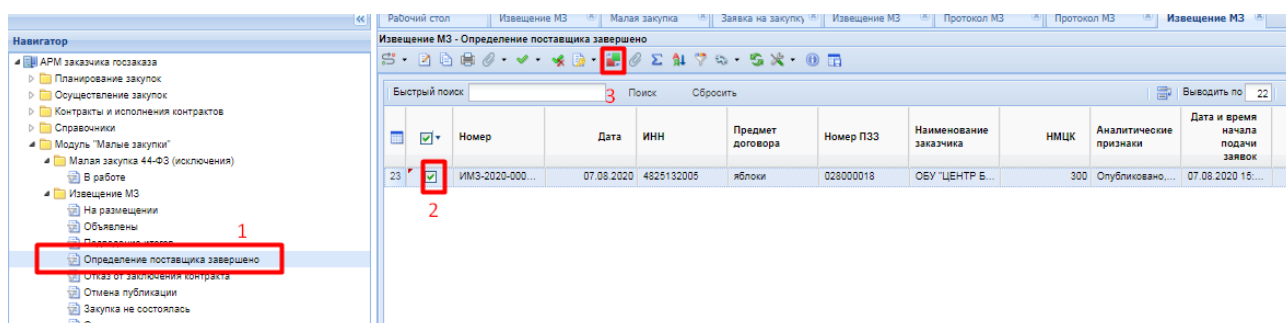 Рабочий стол Извещение МЗ Малая закупка Заявка на закупку Извещение МЗ Протокол МЗ Протокол МЗ Извещение МЗ
Навигатор
Извещение МЗ - Определение поставщика завершено
АРМ заказчика госзаказа
Планирование закупок
Осуществление закупок
Контракты и исполнения контрактов
Справочники
Модуль "Малые закупки"
Малая закупка 44-ФЗ (исключения)
В работе
Извещение МЗ
На размещении
Объявлены
Подведение итогов
1
Определение поставщика завершено
Отказ от заключения контракта
Отмена публикации
Закупка не состоялась
Быстрый поиск 3 Поиск Сбросить Выводить по 22
Номер Дата ИНН Предмет договора Номер ПЗЗ Наименование заказчика НМЦК Аналитические признаки Дата и время начала подачи заявок
23 ИМЗ-2020-000... 07.08.2020 4825132005 яблоки 028000018 ОБУ "ЦЕНТР Б... 300 Опубликовано,... 07.08.2020 15:...
2